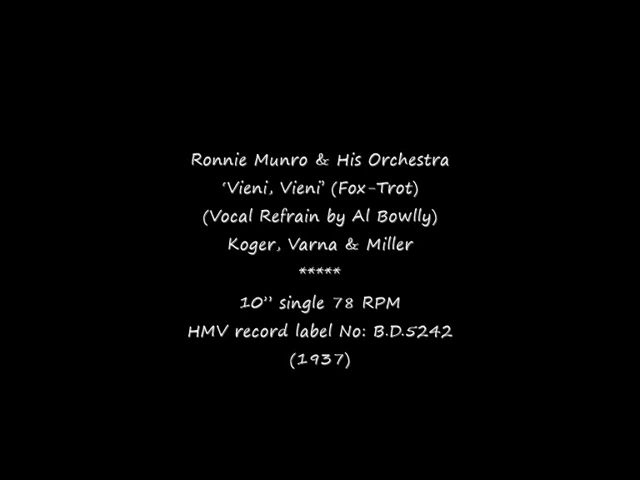 Ronnie Munro & His Orchestra
‘Vieni, Vieni’ (Fox-Trot)
(Vocal Refrain by Al Bowlly)
Koger, Varna & Miller
*****
10” single 78 RPM
HMV record label No: B.D.5242
(1937)